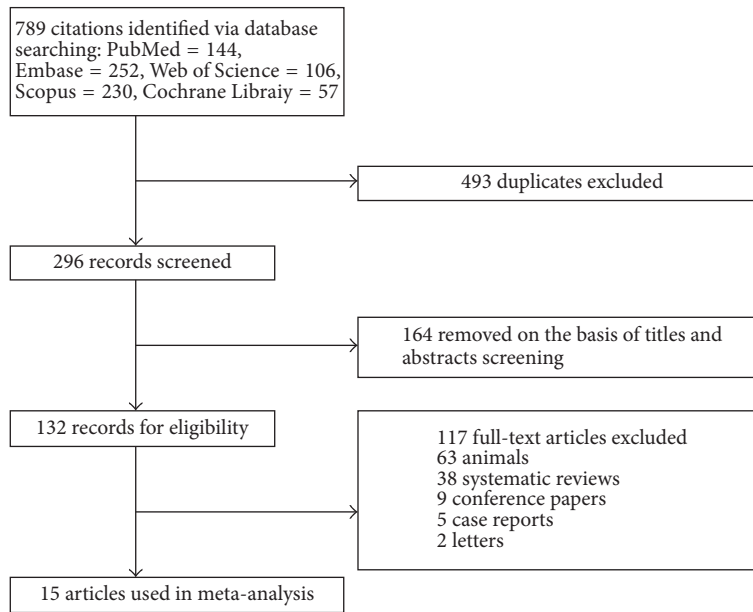 789 citations identified via database
searching: PubMed = 144,
Embase = 252, Web of Science = 106,
Scopus = 230, Cochrane Libraiy = 57
493 duplicates excluded
296 records screened
164 removed on the basis of titles and
abstracts screening
132 records for eligibility
117 full-text articles excluded
63 animals
38 systematic reviews
9 conference papers
5 case reports
2 letters
15 articles used in meta-analysis